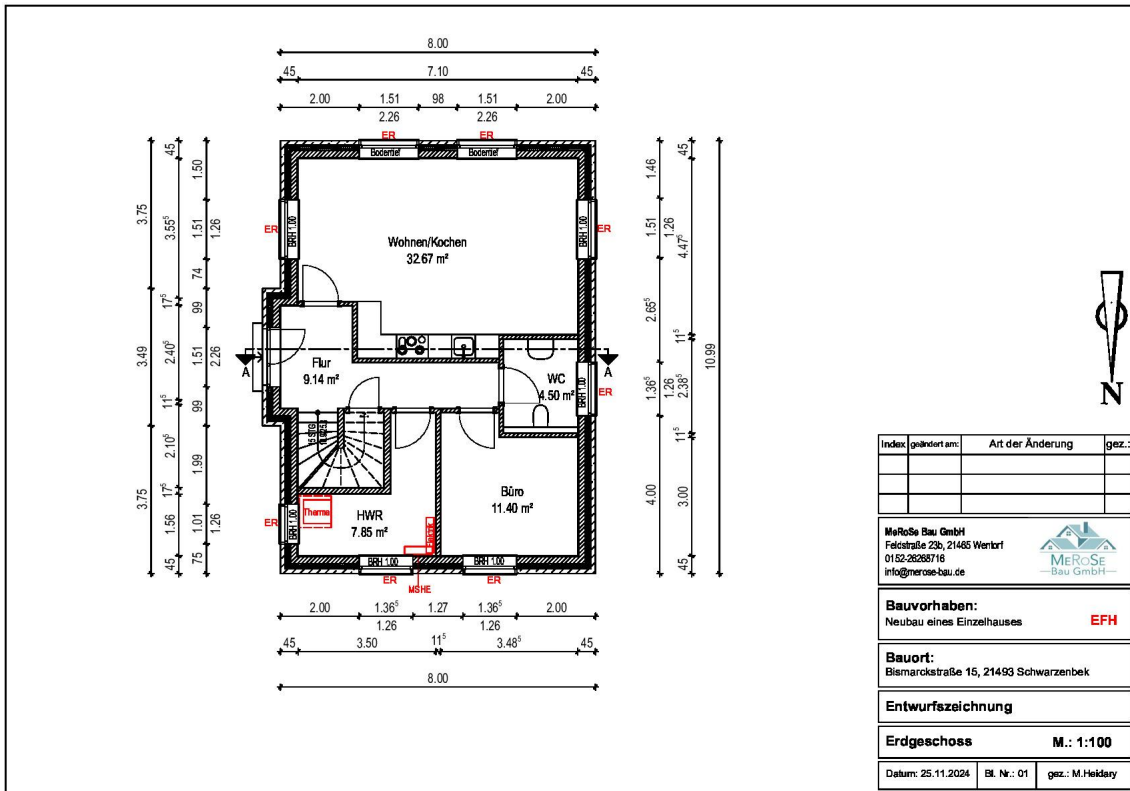 8.00
45 7.10 45
2.00 1.51 98 1.51 2.00
2.26 2.26
ER ER
Bodentief Bodentief
3.75 3.49 3.75
45 3.55⁵ 17⁵ 2.40⁵ 11⁵ 2.10⁵ 17⁵ 1.56 45
1.50 1.51 74 99 1.51 99 1.99 1.01 75
1.26 2.26 1.26
ER
BRH 1.00
BRH 1.00
ER
Wohnen/Kochen
32.67 m²
1.46 1.51 2.65⁵ 1.36⁵ 4.00
1.26 1.26
45 4.47⁵ 11⁵ 2.38⁵ 11⁵ 3.00 45
10.99
A
A
Flur
9.14 m²
WC
4.50 m²
BRH 1.00
ER
15 STG
Büro
11.40 m²
HWR
7.85 m²
Therme
Elektrik
ER
BRH 1.00
BRH 1.00 BRH 1.00
ER ER
MSHE
2.00 1.36⁵ 1.27 1.36⁵ 2.00
1.26 1.26
45 3.50 11⁵ 3.48⁵ 45
8.00
N
Index geändert am: Art der Änderung gez.:
MeRoSe Bau GmbH
Feldstraße 23b, 21465 Wentorf
0152-26268716
info@merose-bau.de
MEROSE
Bau GmbH
Bauvorhaben:
Neubau eines Einzelhauses EFH
Bauort:
Bismarckstraße 15, 21493 Schwarzenbek
Entwurfszeichnung
Erdgeschoss M.: 1:100
Datum: 25.11.2024 Bl. Nr.: 01 gez.: M.Heidary